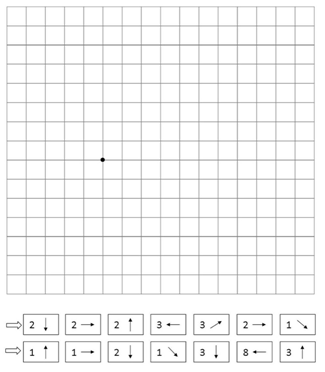 ⇨ 2 ↓ 2 → 2 ↑ 3 ← 3 ↗ 2 → 1 ↘
⇨ 1 ↑ 1 → 2 ↓ 1 ↘ 3 ↓ 8 ← 3 ↑